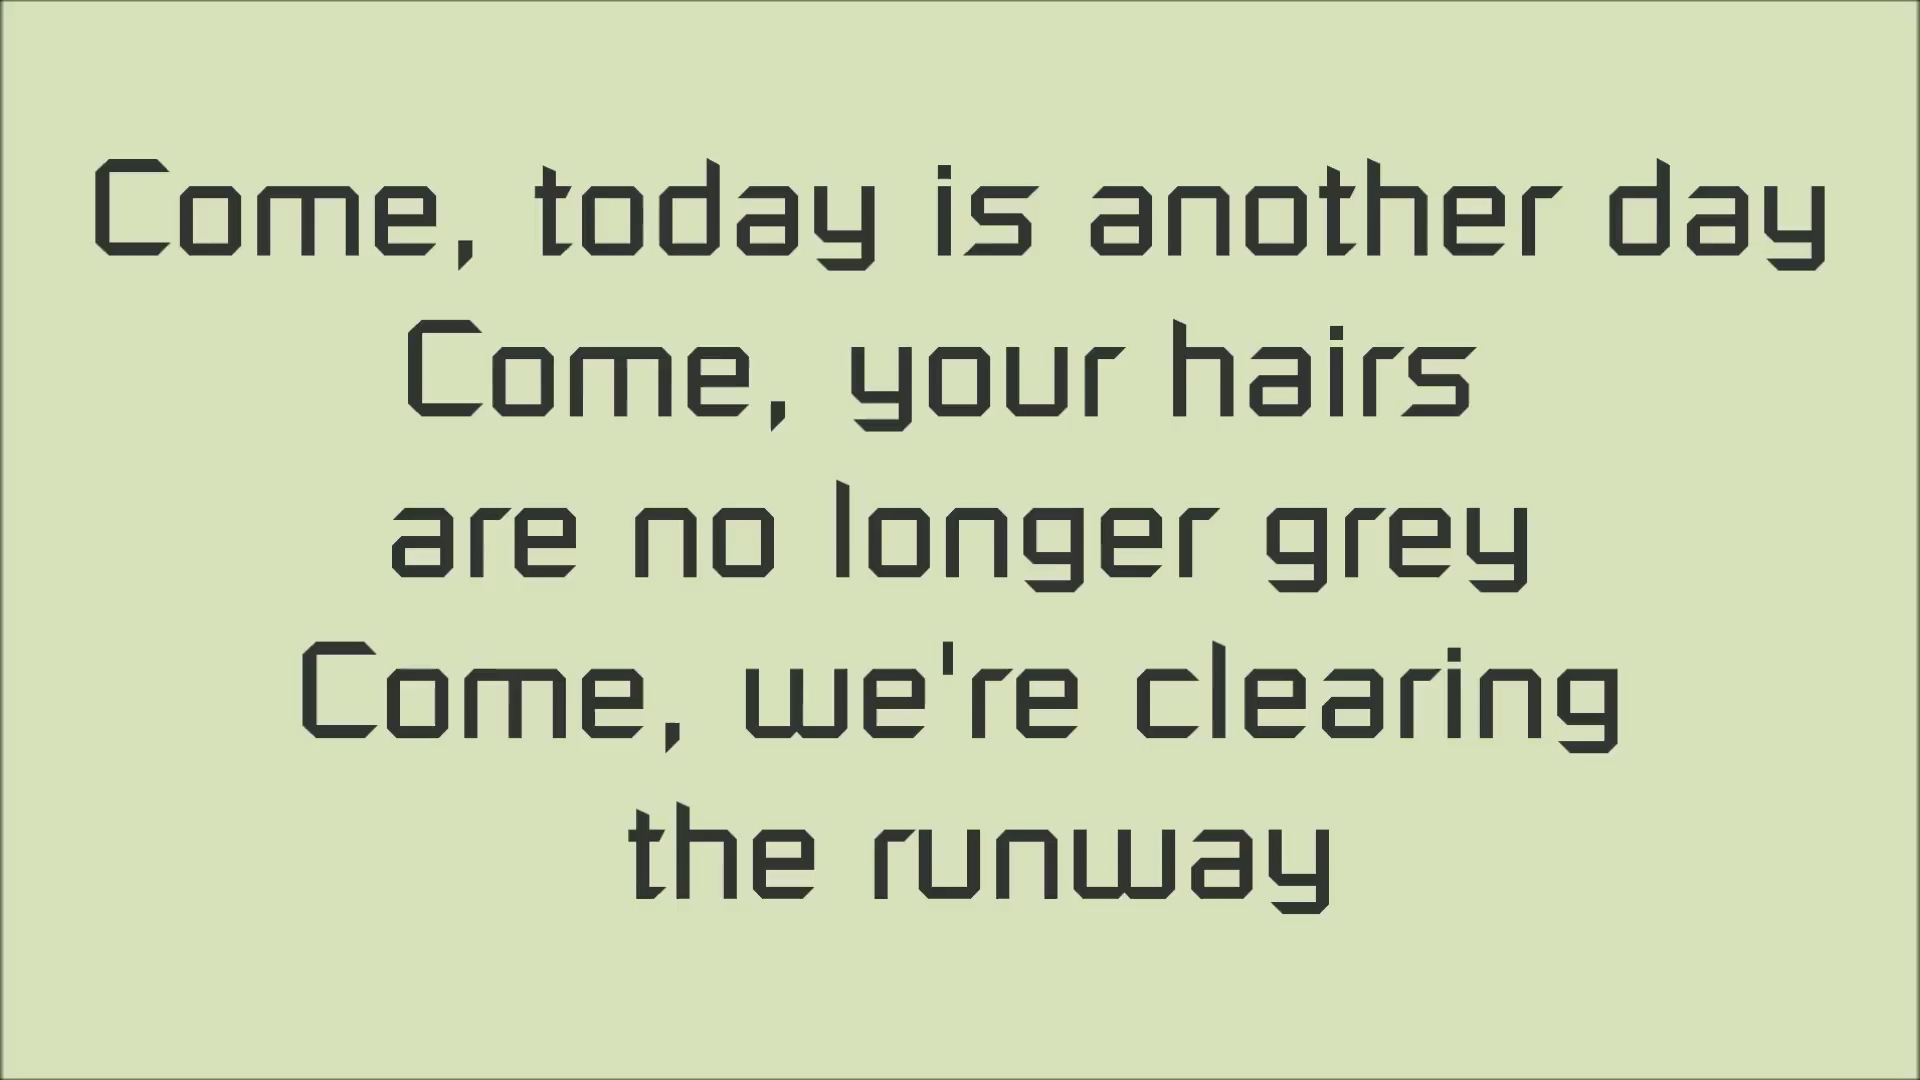 Come, today is another day
Come, your hairs
are no longer grey
Come, we're clearing
the runway